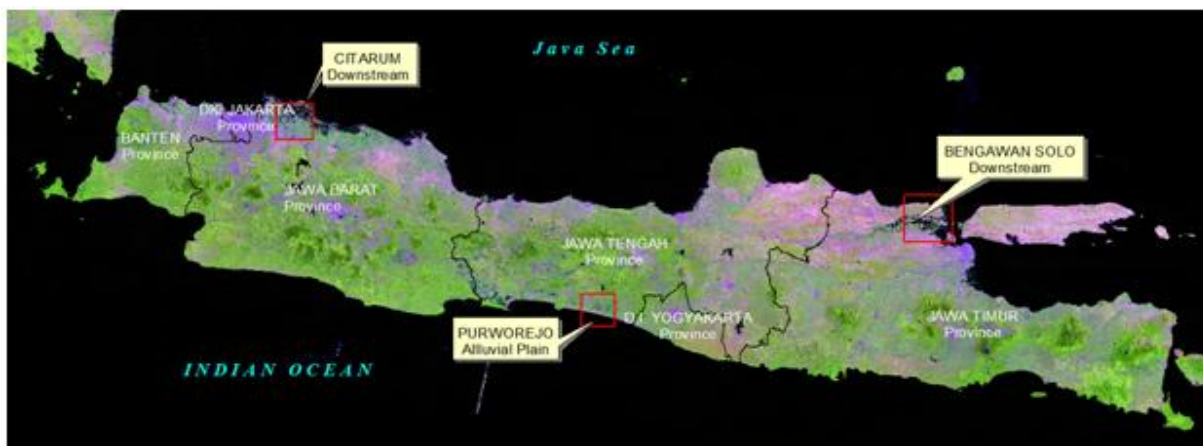 Java Sea
CITARUM
Downstream
DKI JAKARTA
Province
BANTEN
Province
BENGAWAN SOLO
Downstream
JAWA BARAT
Province
JAWA TENGAH
Province
D.I. YOGYAKARTA
Province
JAWA TIMUR
Province
PURWOREJO
Allluvial Plain
INDIAN OCEAN